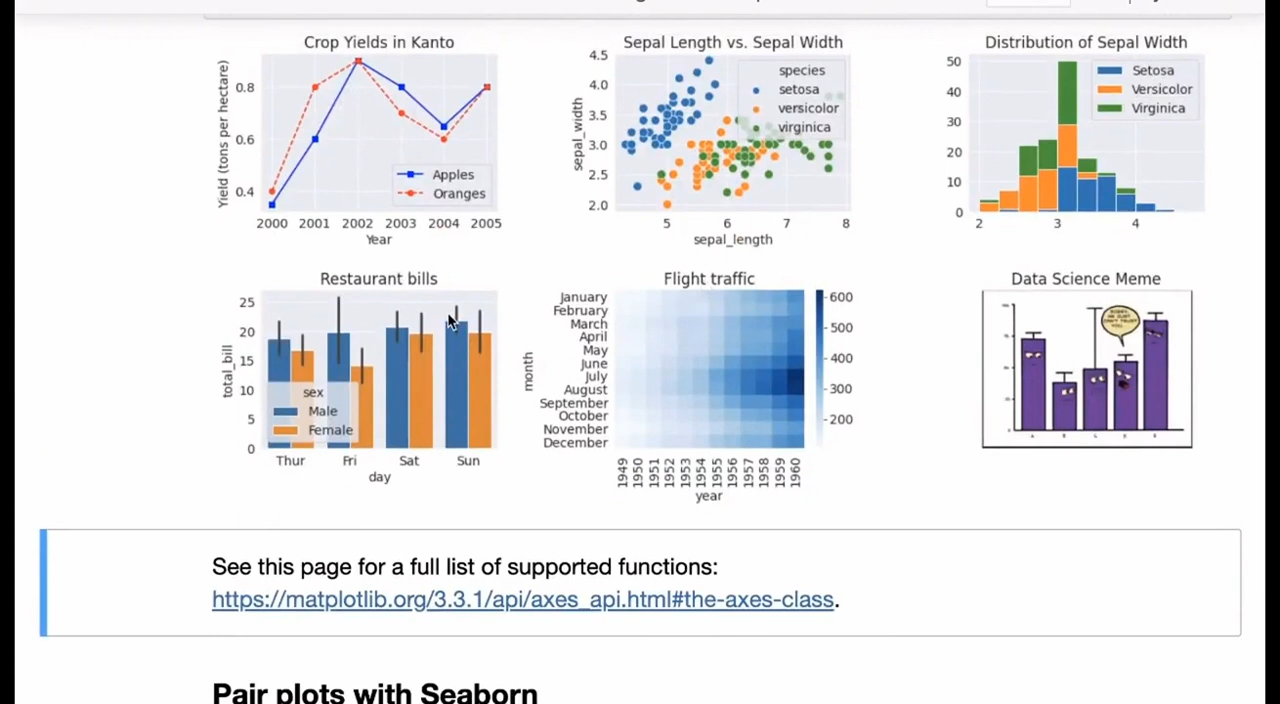 Crop Yields in Kanto
Yield (tons per hectare)
0.8
0.6
0.4
Apples
Oranges
2000 2001 2002 2003 2004 2005
Year
Sepal Length vs. Sepal Width
sepal_width
4.5
4.0
3.5
3.0
2.5
2.0
species
setosa
versicolor
virginica
5 6 7 8
sepal_length
Distribution of Sepal Width
50
40
30
20
10
0
Setosa
Versicolor
Virginica
2 3 4
Restaurant bills
total_bill
25
20
15
10
5
0
sex
Male
Female
Thur Fri Sat Sun
day
Flight traffic
month
January
February
March
April
May
June
July
August
September
October
November
December
600
500
400
300
200
1949 1950 1951 1952 1953 1954 1955 1956 1957 1958 1959 1960
year
Data Science Meme
See this page for a full list of supported functions:
https://matplotlib.org/3.3.1/api/axes_api.html#the-axes-class.
Pair plots with Seaborn